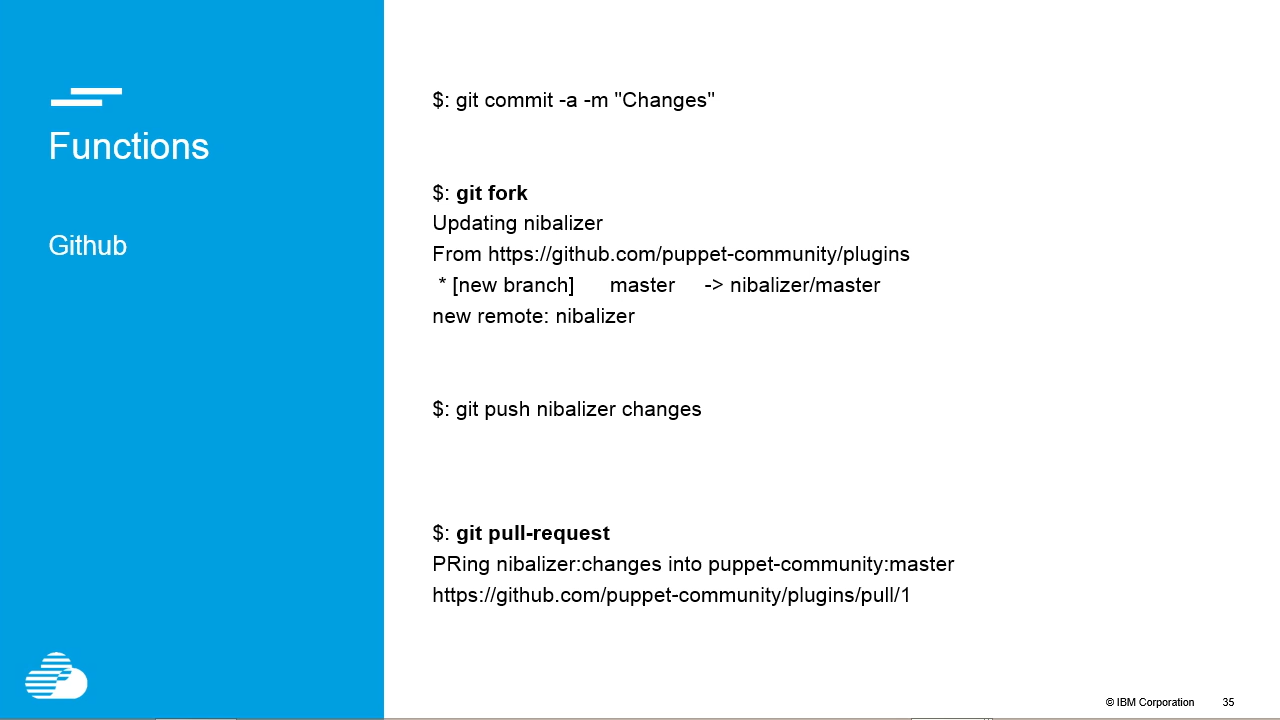 Functions
Github
$: git commit -a -m "Changes"
$: git fork
Updating nibalizer
From https://github.com/puppet-community/plugins
* [new branch]      master     -> nibalizer/master
new remote: nibalizer
$: git push nibalizer changes
$: git pull-request
PRing nibalizer:changes into puppet-community:master
https://github.com/puppet-community/plugins/pull/1
© IBM Corporation 35